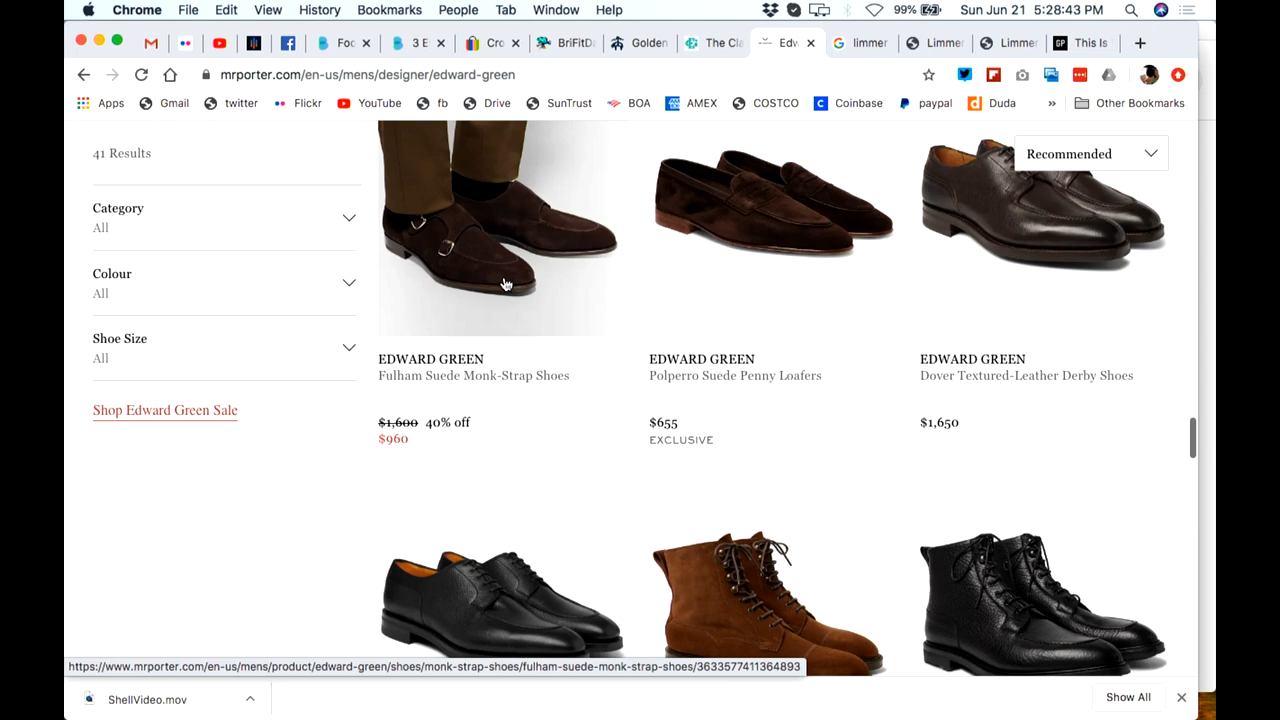 Chrome File Edit View History Bookmarks People Tab Window Help 99% Sun Jun 21 5:28:43 PM
Foc 3 E Cro BriFitDa Golden The Cla Edw limmer Limmer Limmer GP This Is
mrporter.com/en-us/mens/designer/edward-green
Apps Gmail twitter Flickr YouTube fb Drive SunTrust BOA AMEX COSTCO Coinbase paypal Duda » Other Bookmarks
41 Results
Recommended
Category
All
Colour
All
Shoe Size
All
Shop Edward Green Sale
EDWARD GREEN
Fulham Suede Monk-Strap Shoes
$1,600 40% off
$960
EDWARD GREEN
Polperro Suede Penny Loafers
$655
EXCLUSIVE
EDWARD GREEN
Dover Textured-Leather Derby Shoes
$1,650
https://www.mrporter.com/en-us/mens/product/edward-green/shoes/monk-strap-shoes/fulham-suede-monk-strap-shoes/3633577411364893
ShellVideo.mov
Show All